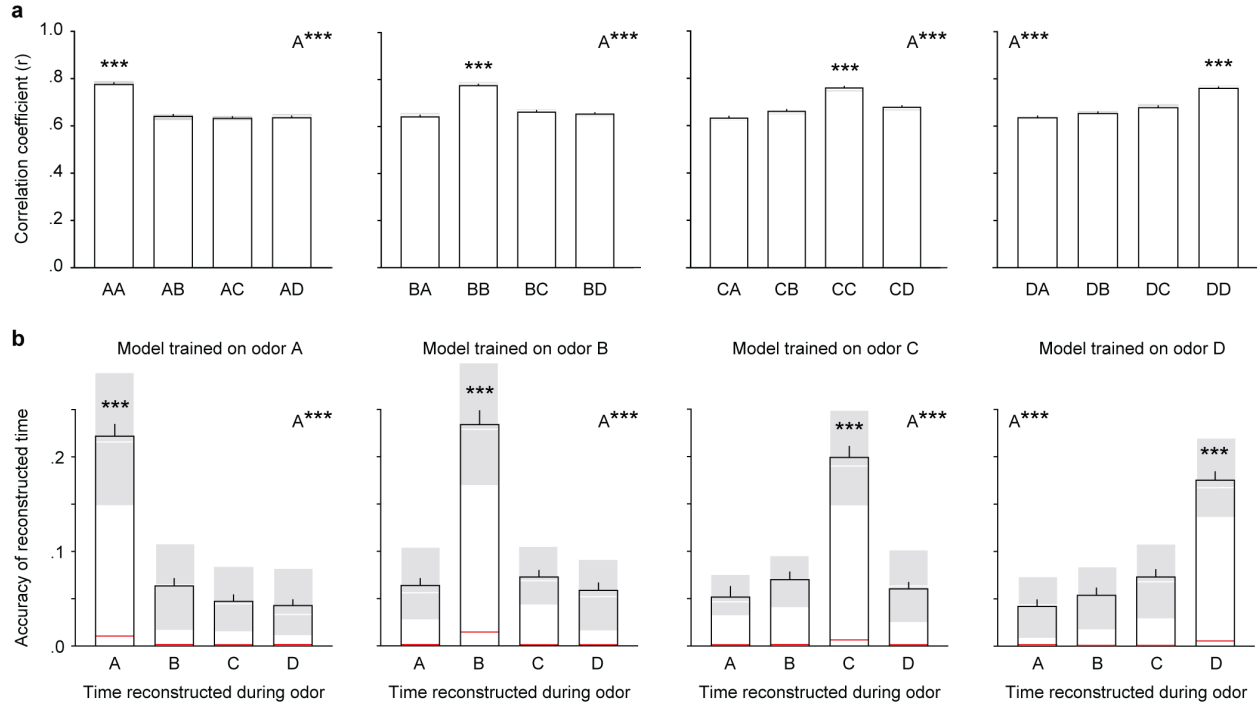 a
Correlation coefficient (r)
1.0
.8
.6
.4
.2
.0
***
A***
AA AB AC AD
***
A***
BA BB BC BD
***
A***
CA CB CC CD
A***
***
DA DB DC DD
b
Model trained on odor A
Model trained on odor B
Model trained on odor C
Model trained on odor D
Accuracy of reconstructed time
.2
.1
.0
***
A***
A B C D
Time reconstructed during odor
***
A***
A B C D
Time reconstructed during odor
***
A***
A B C D
Time reconstructed during odor
A***
***
A B C D
Time reconstructed during odor